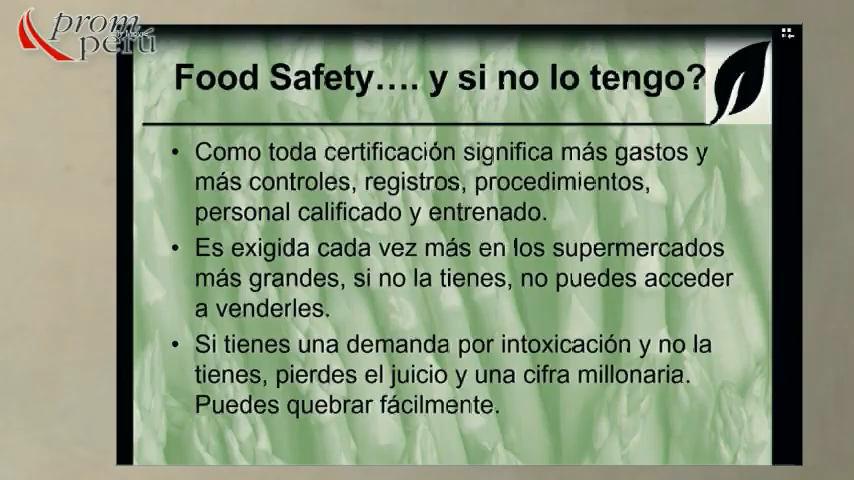 prom
perú
Food Safety…. y si no lo tengo?
• Como toda certificación significa más gastos y
más controles, registros, procedimientos,
personal calificado y entrenado.
• Es exigida cada vez más en los supermercados
más grandes, si no la tienes, no puedes acceder
a venderles.
• Si tienes una demanda por intoxicación y no la
tienes, pierdes el juicio y una cifra millonaria.
Puedes quebrar fácilmente.